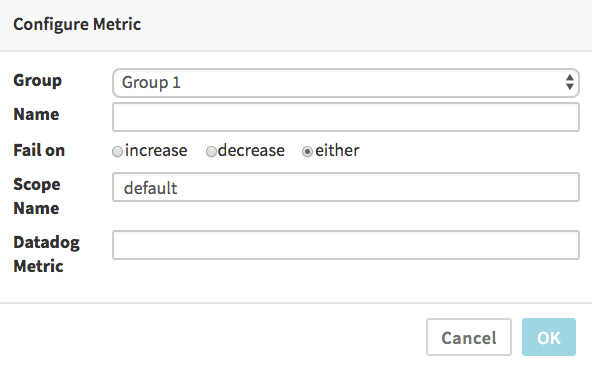 Configure Metric
Group Group 1
Name
Fail on increase decrease either
Scope Name default
Datadog Metric
Cancel OK